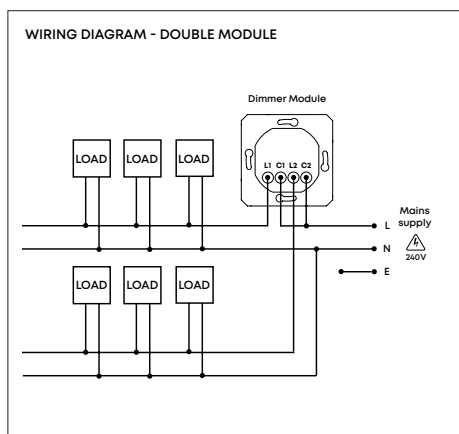 WIRING DIAGRAM - DOUBLE MODULE
Dimmer Module
L1 C1 L2 C2
LOAD LOAD LOAD
L
Mains
supply
N
240V
E
LOAD LOAD LOAD